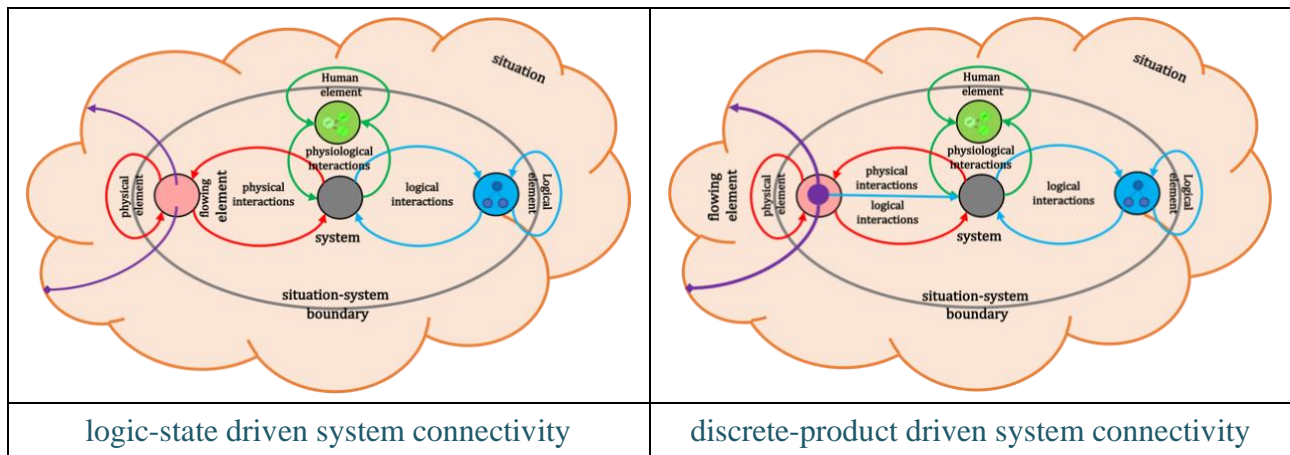 situation
Human
element
physiological
interactions
physical
element
flowing
element
physical
interactions
logical
interactions
Logical
element
system
situation-system
boundary
logic-state driven system connectivity
situation
Human
element
physiological
interactions
flowing
element
physical
element
physical
interactions
logical
interactions
logical
interactions
Logical
element
system
situation-system
boundary
discrete-product driven system connectivity